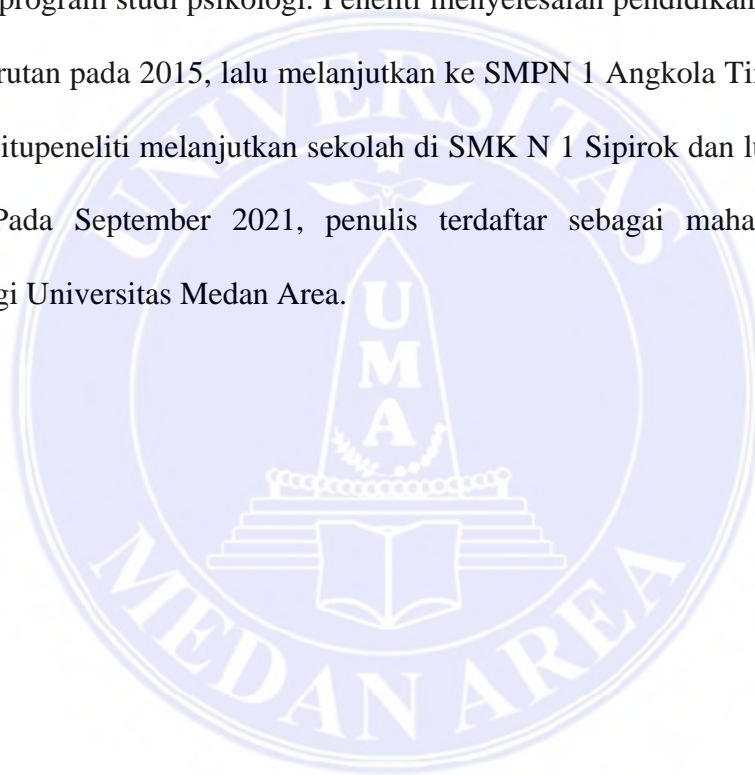 program studi psikologi. Peneliti menyelesaian pendidikan
rutan pada 2015, lalu melanjutkan ke SMPN 1 Angkola Ti
itupeneliti melanjutkan sekolah di SMK N 1 Sipirok dan lu
Pada September 2021, penulis terdaftar sebagai maha
gi Universitas Medan Area.
UNIVERSITAS
UMA
MEDAN AREA